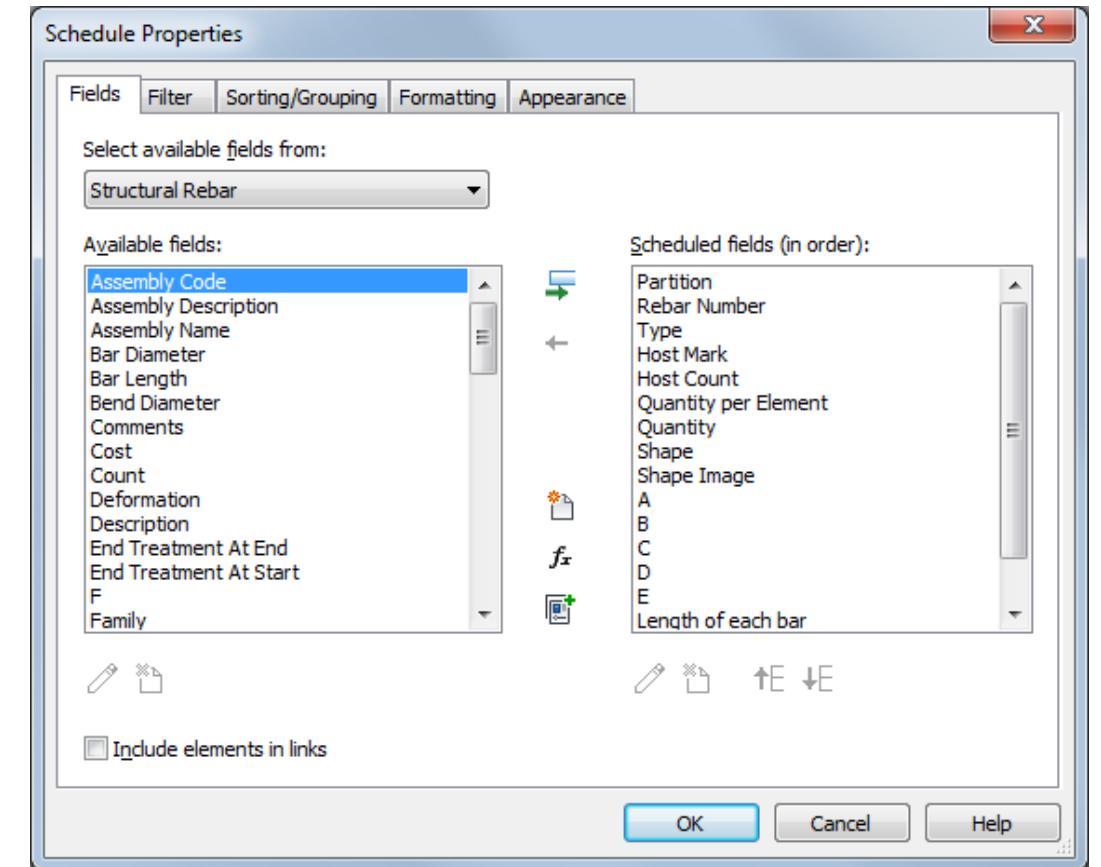 Schedule Properties
Fields Filter Sorting/Grouping Formatting Appearance
Select available fields from:
Structural Rebar
Available fields:
Assembly Code
Assembly Description
Assembly Name
Bar Diameter
Bar Length
Bend Diameter
Comments
Cost
Count
Deformation
Description
End Treatment At End
End Treatment At Start
F
Family
fx
Scheduled fields (in order):
Partition
Rebar Number
Type
Host Mark
Host Count
Quantity per Element
Quantity
Shape
Shape Image
A
B
C
D
E
Length of each bar
Include elements in links
OK Cancel Help